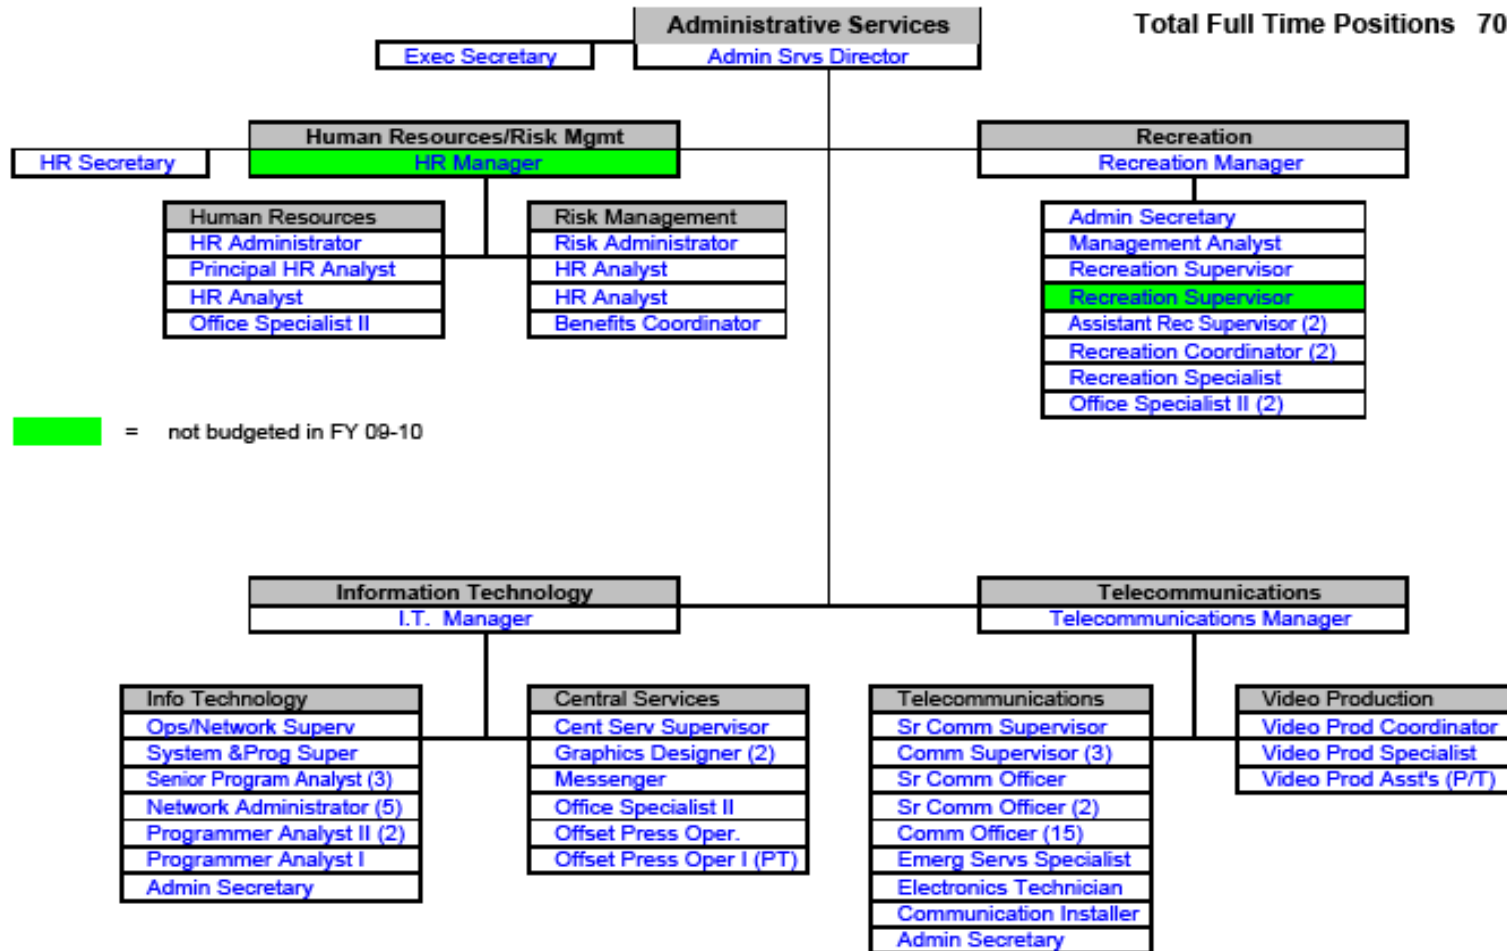 Administrative Services
Total Full Time Positions 70
Exec Secretary
Admin Srvs Director
Human Resources/Risk Mgmt
HR Secretary
HR Manager
Recreation
Recreation Manager
Human Resources
HR Administrator
Principal HR Analyst
HR Analyst
Office Specialist II
Risk Management
Risk Administrator
HR Analyst
HR Analyst
Benefits Coordinator
Admin Secretary
Management Analyst
Recreation Supervisor
Recreation Supervisor
Assistant Rec Supervisor (2)
Recreation Coordinator (2)
Recreation Specialist
Office Specialist II (2)
= not budgeted in FY 09-10
Information Technology
I.T. Manager
Telecommunications
Telecommunications Manager
Info Technology
Ops/Network Superv
System &Prog Super
Senior Program Analyst (3)
Network Administrator (5)
Programmer Analyst II (2)
Programmer Analyst I
Admin Secretary
Central Services
Cent Serv Supervisor
Graphics Designer (2)
Messenger
Office Specialist II
Offset Press Oper.
Offset Press Oper I (PT)
Telecommunications
Sr Comm Supervisor
Comm Supervisor (3)
Sr Comm Officer
Sr Comm Officer (2)
Comm Officer (15)
Emerg Servs Specialist
Electronics Technician
Communication Installer
Admin Secretary
Video Production
Video Prod Coordinator
Video Prod Specialist
Video Prod Asst's (P/T)